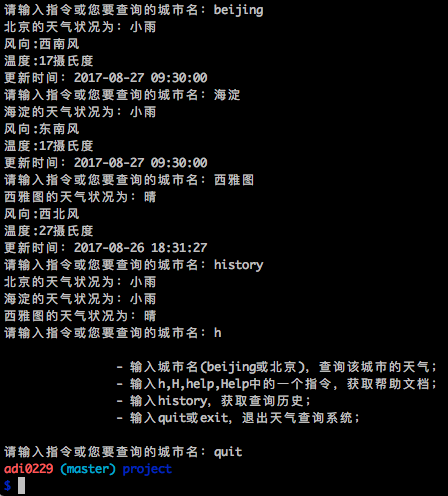 请输入指令或您要查询的城市名：beijing
北京的天气状况为：小雨
风向:西南风
温度:17摄氏度
更新时间：2017-08-27 09:30:00
请输入指令或您要查询的城市名：海淀
海淀的天气状况为：小雨
风向:东南风
温度:17摄氏度
更新时间：2017-08-27 09:30:00
请输入指令或您要查询的城市名：西雅图
西雅图的天气状况为：晴
风向:西北风
温度:27摄氏度
更新时间：2017-08-26 18:31:27
请输入指令或您要查询的城市名：history
北京的天气状况为：小雨
海淀的天气状况为：小雨
西雅图的天气状况为：晴
请输入指令或您要查询的城市名：h
- 输入城市名(beijing或北京)，查询该城市的天气；
- 输入h,H,help,Help中的一个指令，获取帮助文档；
- 输入history，获取查询历史；
- 输入quit或exit，退出天气查询系统；
请输入指令或您要查询的城市名：quit
adi0229 (master) project
$